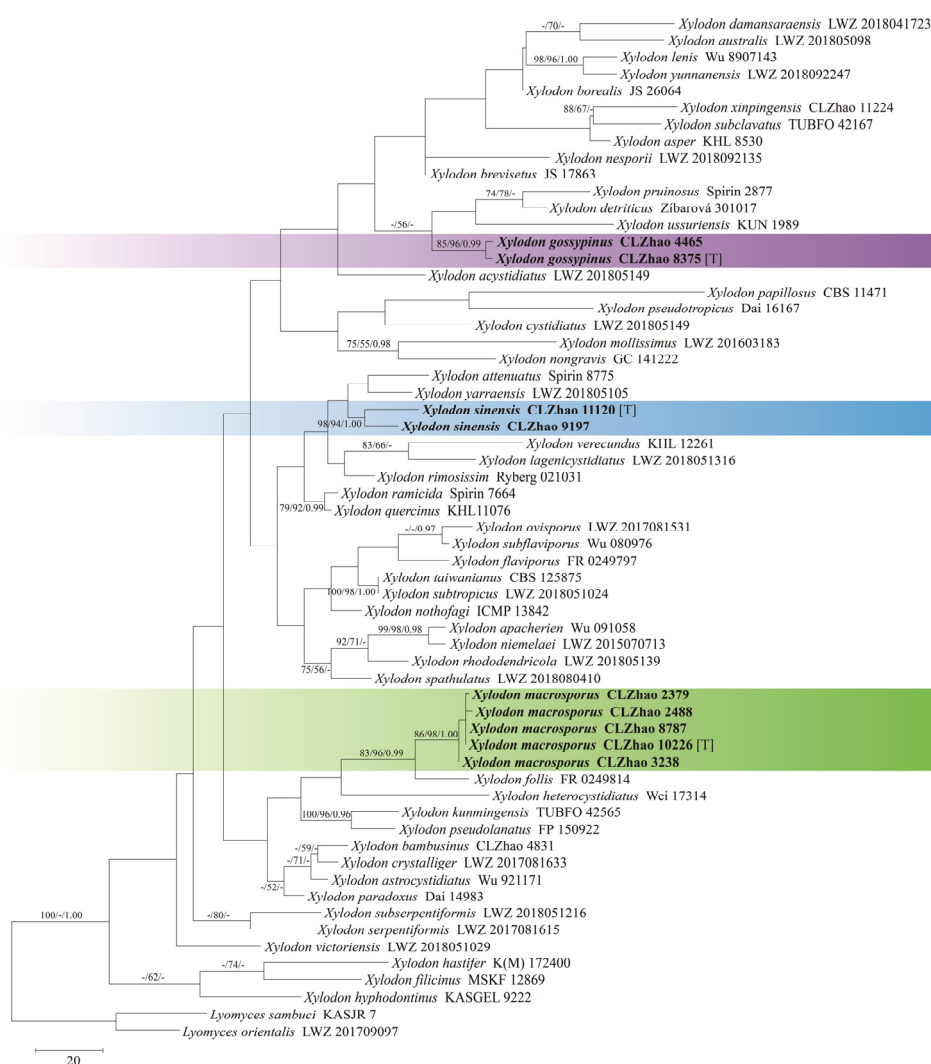 -/70/-
Xylodon damansaraensis LWZ 2018041723
Xylodon australis LWZ 201805098
98/96/1.00
Xylodon lenis Wu 8907143
Xylodon yunnanensis LWZ 2018092247
Xylodon borealis JS 26064
88/67/-
Xylodon xinpingensis CLZhao 11224
Xylodon subclavatus TUBFO 42167
Xylodon asper KHL 8530
Xylodon nesporii LWZ 2018092135
Xylodon brevisetus JS 17863
74/78/-
Xylodon pruinosus Spirin 2877
Xylodon detriticus Zíbarová 301017
-/56/-
Xylodon ussuriensis KUN 1989
85/96/0.99
Xylodon gossypinus CLZhao 4465
Xylodon gossypinus CLZhao 8375 [T]
Xylodon acystidiatus LWZ 201805149
Xylodon papillosus CBS 11471
Xylodon pseudotropicus Dai 16167
Xylodon cystidiatus LWZ 201805149
75/55/0.98
Xylodon mollissimus LWZ 201603183
Xylodon nongravis GC 141222
Xylodon attenuatus Spirin 8775
Xylodon yarraensis LWZ 201805105
Xylodon sinensis CLZhao 11120 [T]
98/94/1.00
Xylodon sinensis CLZhao 9197
83/66/-
Xylodon verecundus KHL 12261
Xylodon lagenicystidiatus LWZ 2018051316
Xylodon rimosissim Ryberg 021031
Xylodon ramicida Spirin 7664
79/92/0.99
Xylodon quercinus KHL11076
-/-/0.97
Xylodon ovisporus LWZ 2017081531
Xylodon subflaviporus Wu 080976
Xylodon flaviporus FR 0249797
Xylodon taiwanianus CBS 125875
100/98/1.00
Xylodon subtropicus LWZ 2018051024
Xylodon nothofagi ICMP 13842
99/98/0.98
Xylodon apacherien Wu 091058
92/71/-
Xylodon niemelaei LWZ 2015070713
Xylodon rhododendricola LWZ 201805139
75/56/-
Xylodon spathulatus LWZ 2018080410
Xylodon macrosporus CLZhao 2379
Xylodon macrosporus CLZhao 2488
Xylodon macrosporus CLZhao 8787
86/98/1.00
Xylodon macrosporus CLZhao 10226 [T]
83/96/0.99
Xylodon macrosporus CLZhao 3238
Xylodon follis FR 0249814
Xylodon heterocystidiatus Wei 17314
100/96/0.96
Xylodon kunmingensis TUBFO 42565
Xylodon pseudolanatus FP 150922
-/59/-
Xylodon bambusinus CLZhao 4831
-/71/-
Xylodon crystalliger LWZ 2017081633
Xylodon astrocystidiatus Wu 921171
-/52/-
Xylodon paradoxus Dai 14983
100/-/1.00
-/80/-
Xylodon subserpentiformis LWZ 2018051216
Xylodon serpentiformis LWZ 2017081615
Xylodon victoriensis LWZ 2018051029
-/74/-
Xylodon hastifer K(M) 172400
-/62/-
Xylodon filicinus MSKF 12869
Xylodon hyphodontinus KASGEL 9222
Lyomyces sambuci KASJR 7
Lyomyces orientalis LWZ 201709097
20